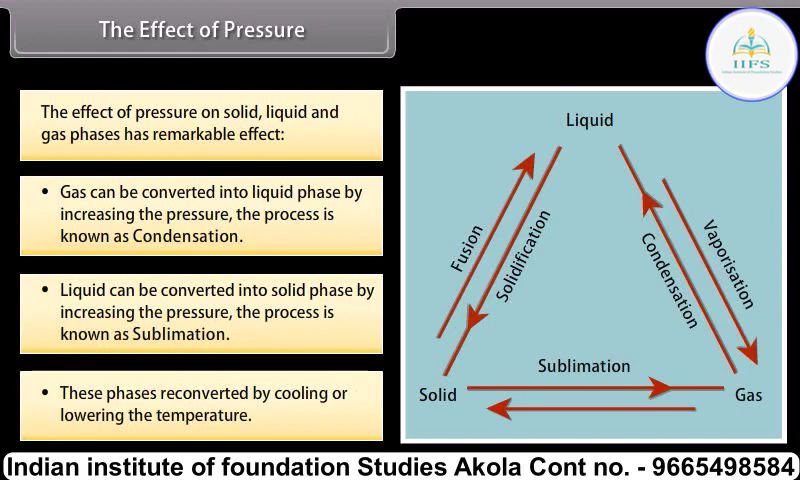 The Effect of Pressure
IIFS
Indian Institute of Foundation Studies
The effect of pressure on solid, liquid and
gas phases has remarkable effect:
• Gas can be converted into liquid phase by
increasing the pressure, the process is
known as Condensation.
• Liquid can be converted into solid phase by
increasing the pressure, the process is
known as Sublimation.
• These phases reconverted by cooling or
lowering the temperature.
Liquid
Fusion
Solidification
Condensation
Vaporisation
Sublimation
Solid
Gas
Indian institute of foundation Studies Akola Cont no. - 9665498584